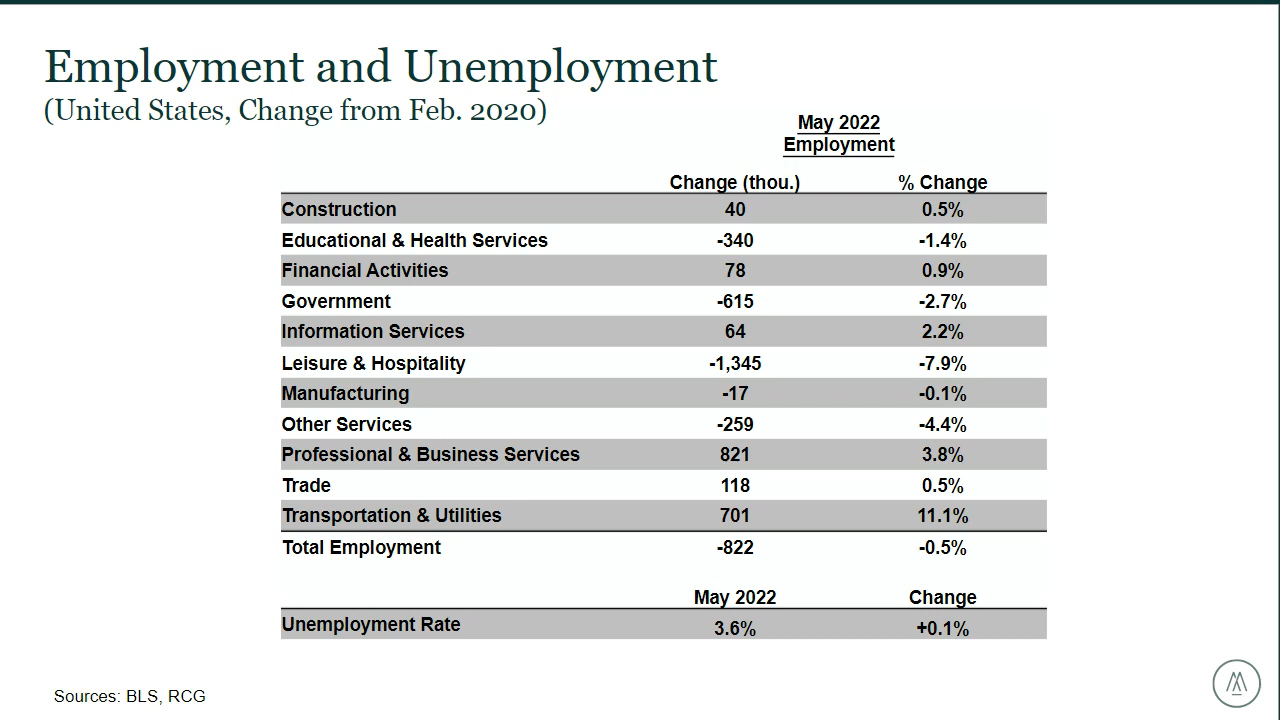 Employment and Unemployment
(United States, Change from Feb. 2020)
May 2022
Employment
Change (thou.) % Change
Construction 40 0.5%
Educational & Health Services -340 -1.4%
Financial Activities 78 0.9%
Government -615 -2.7%
Information Services 64 2.2%
Leisure & Hospitality -1,345 -7.9%
Manufacturing -17 -0.1%
Other Services -259 -4.4%
Professional & Business Services 821 3.8%
Trade 118 0.5%
Transportation & Utilities 701 11.1%
Total Employment -822 -0.5%
May 2022 Change
Unemployment Rate 3.6% +0.1%
Sources: BLS, RCG